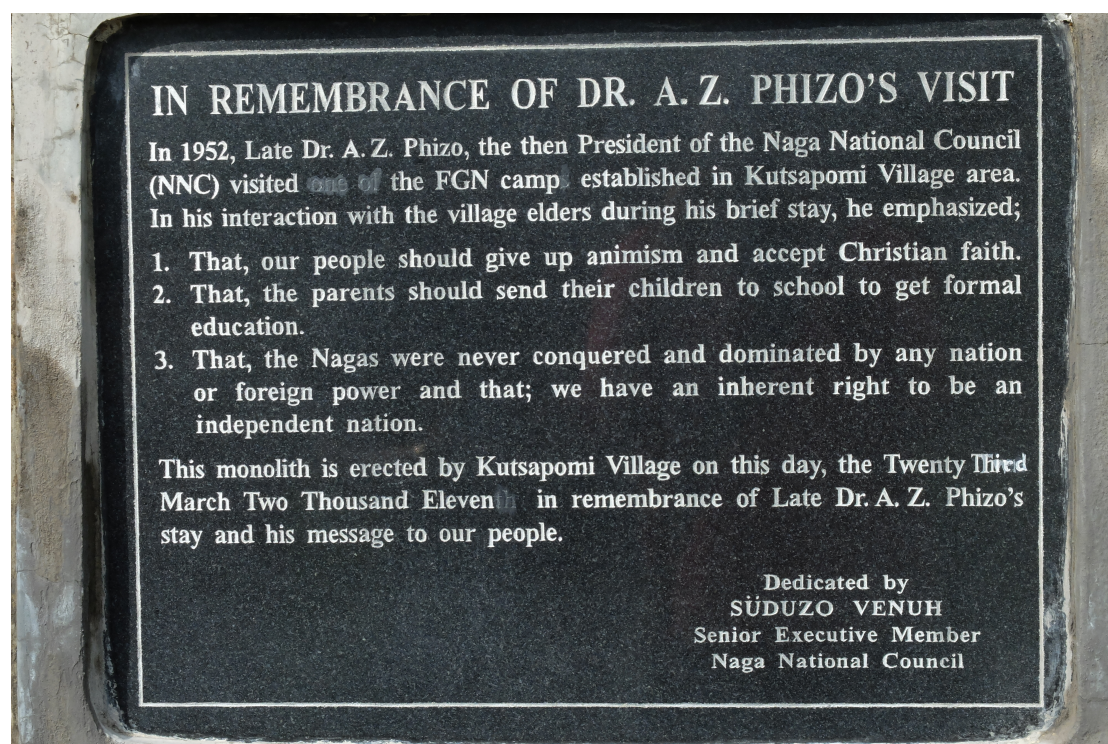 IN REMEMBRANCE OF DR. A. Z. PHIZO'S VISIT
In 1952, Late Dr. A. Z. Phizo, the then President of the Naga National Council
(NNC) visited one of the FGN camp established in Kutsapomi Village area.
In his interaction with the village elders during his brief stay, he emphasized;
1. That, our people should give up animism and accept Christian faith.
2. That, the parents should send their children to school to get formal
education.
3. That, the Nagas were never conquered and dominated by any nation
or foreign power and that; we have an inherent right to be an
independent nation.
This monolith is erected by Kutsapomi Village on this day, the Twenty Third
March Two Thousand Eleven in remembrance of Late Dr. A. Z. Phizo's
stay and his message to our people.
Dedicated by
SÜDUZO VENUH
Senior Executive Member
Naga National Council